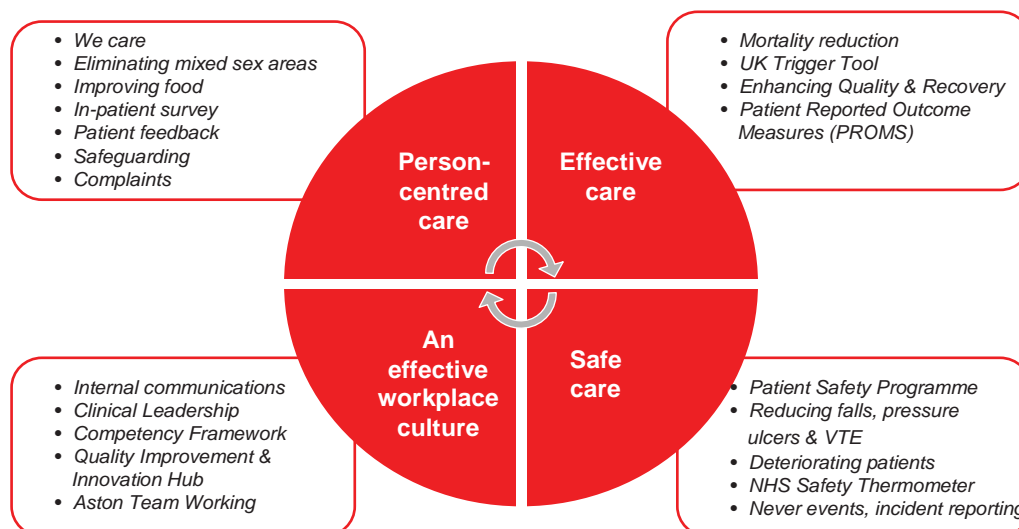 • We care
• Eliminating mixed sex areas
• Improving food
• In-patient survey
• Patient feedback
• Safeguarding
• Complaints
• Mortality reduction
• UK Trigger Tool
• Enhancing Quality & Recovery
• Patient Reported Outcome
Measures (PROMS)
Person-
centred
care
Effective
care
An
effective
workplace
culture
Safe
care
• Internal communications
• Clinical Leadership
• Competency Framework
• Quality Improvement &
Innovation Hub
• Aston Team Working
• Patient Safety Programme
• Reducing falls, pressure
ulcers & VTE
• Deteriorating patients
• NHS Safety Thermometer
• Never events, incident reporting